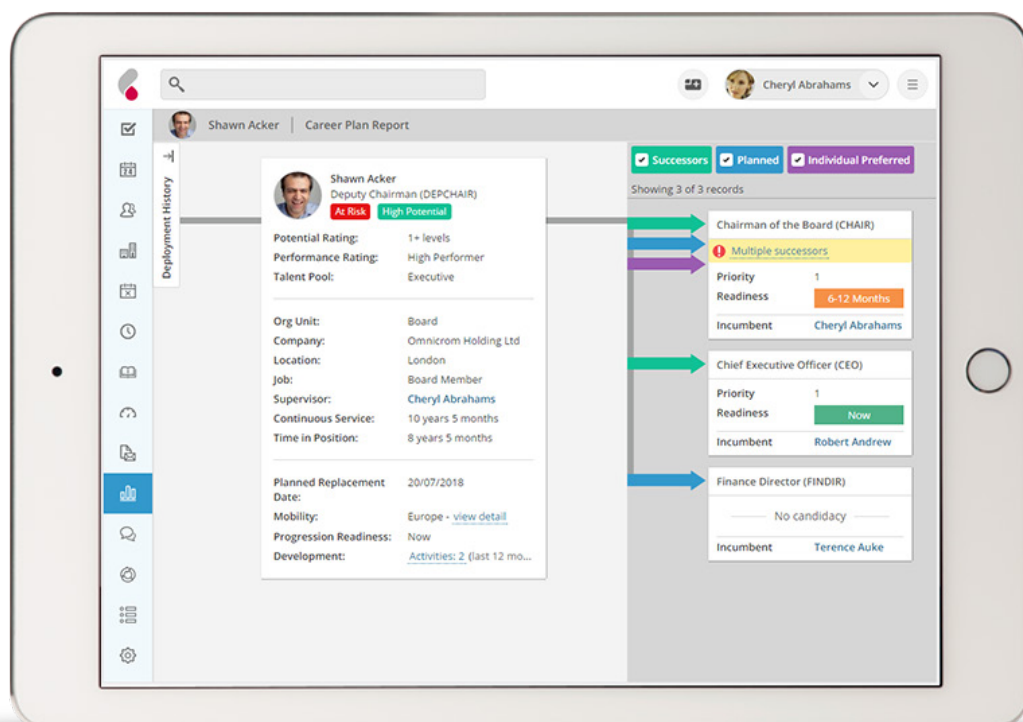 Cheryl Abrahams
Shawn Acker | Career Plan Report
24
Deployment History
Shawn Acker
Deputy Chairman (DEPCHAIR)
At Risk High Potential
Potential Rating: 1+ levels
Performance Rating: High Performer
Talent Pool: Executive
Org Unit: Board
Company: Omnicrom Holding Ltd
Location: London
Job: Board Member
Supervisor: Cheryl Abrahams
Continuous Service: 10 years 5 months
Time in Position: 8 years 5 months
Planned Replacement 20/07/2018
Date:
Mobility: Europe - view detail
Progression Readiness: Now
Development: Activities: 2 (last 12 mo...
Successors Planned Individual Preferred
Showing 3 of 3 records
Chairman of the Board (CHAIR)
Multiple successors
Priority 1
Readiness 6-12 Months
Incumbent Cheryl Abrahams
Chief Executive Officer (CEO)
Priority 1
Readiness Now
Incumbent Robert Andrew
Finance Director (FINDIR)
No candidacy
Incumbent Terence Auke